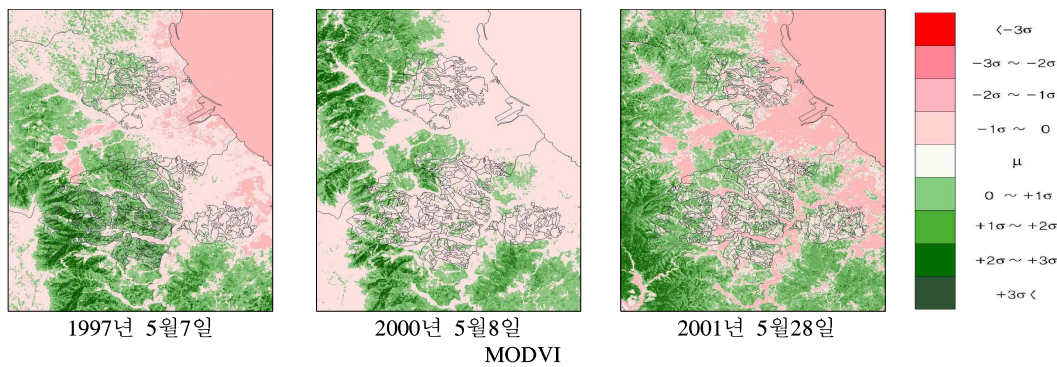 1997년 5월7일
2000년 5월8일
2001년 5월28일
MODVI
<-3σ
-3σ ~ -2σ
-2σ ~ -1σ
-1σ ~ 0
μ
0 ~ +1σ
+1σ ~ +2σ
+2σ ~ +3σ
+3σ <